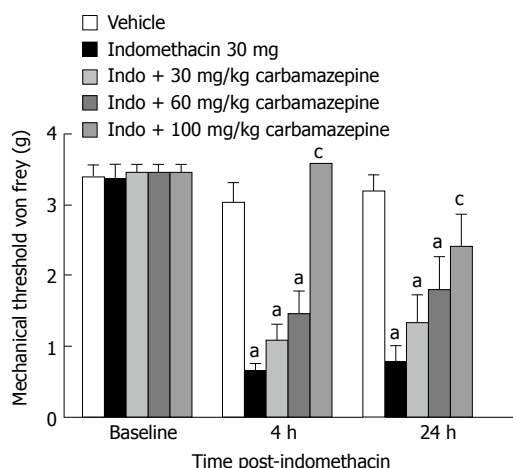 Vehicle
Indomethacin 30 mg
Indo + 30 mg/kg carbamazepine
Indo + 60 mg/kg carbamazepine
Indo + 100 mg/kg carbamazepine
Mechanical threshold von frey (g)
4
3
2
1
0
c
a
a
a
c
a
a
a
Baseline
4 h
24 h
Time post-indomethacin